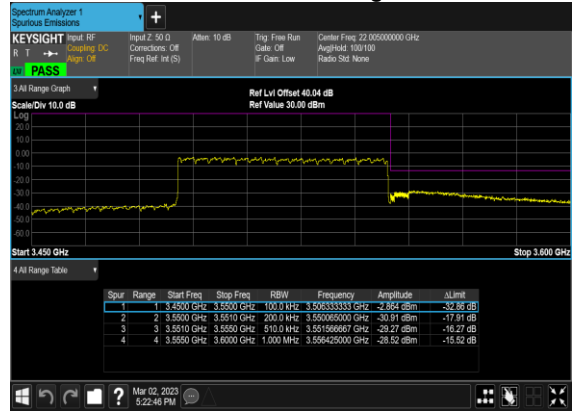 Spectrum Analyzer 1
Spurious Emissions
+
KEYSIGHT Input: RF Input Z: 50 Ω Atten: 10 dB Trig: Free Run Center Freq: 22.005000000 GHz
R T Coupling: DC Corrections: Off Gate: Off Avg|Hold: 100/100
Align: Off Freq Ref: Int (S) IF Gain: Low Radio Std: None
PASS
3 All Range Graph
Ref Lvl Offset 40.04 dB
Scale/Div 10.0 dB Ref Value 30.00 dBm
Log
20.0
10.0
0.00
-10.0
-20.0
-30.0
-40.0
-50.0
-60.0
Start 3.450 GHz Stop 3.600 GHz
4 All Range Table
Spur Range Start Freq Stop Freq RBW Frequency Amplitude ΔLimit
1 1 3.4500 GHz 3.5500 GHz 100.0 kHz 3.506333333 GHz -2.864 dBm -32.86 dB
2 2 3.5500 GHz 3.5510 GHz 200.0 kHz 3.550065000 GHz -30.91 dBm -17.91 dB
3 3 3.5510 GHz 3.5550 GHz 510.0 kHz 3.551566667 GHz -29.27 dBm -16.27 dB
4 4 3.5550 GHz 3.6000 GHz 1.000 MHz 3.556425000 GHz -28.52 dBm -15.52 dB
? Mar 02, 2023
5:22:46 PM